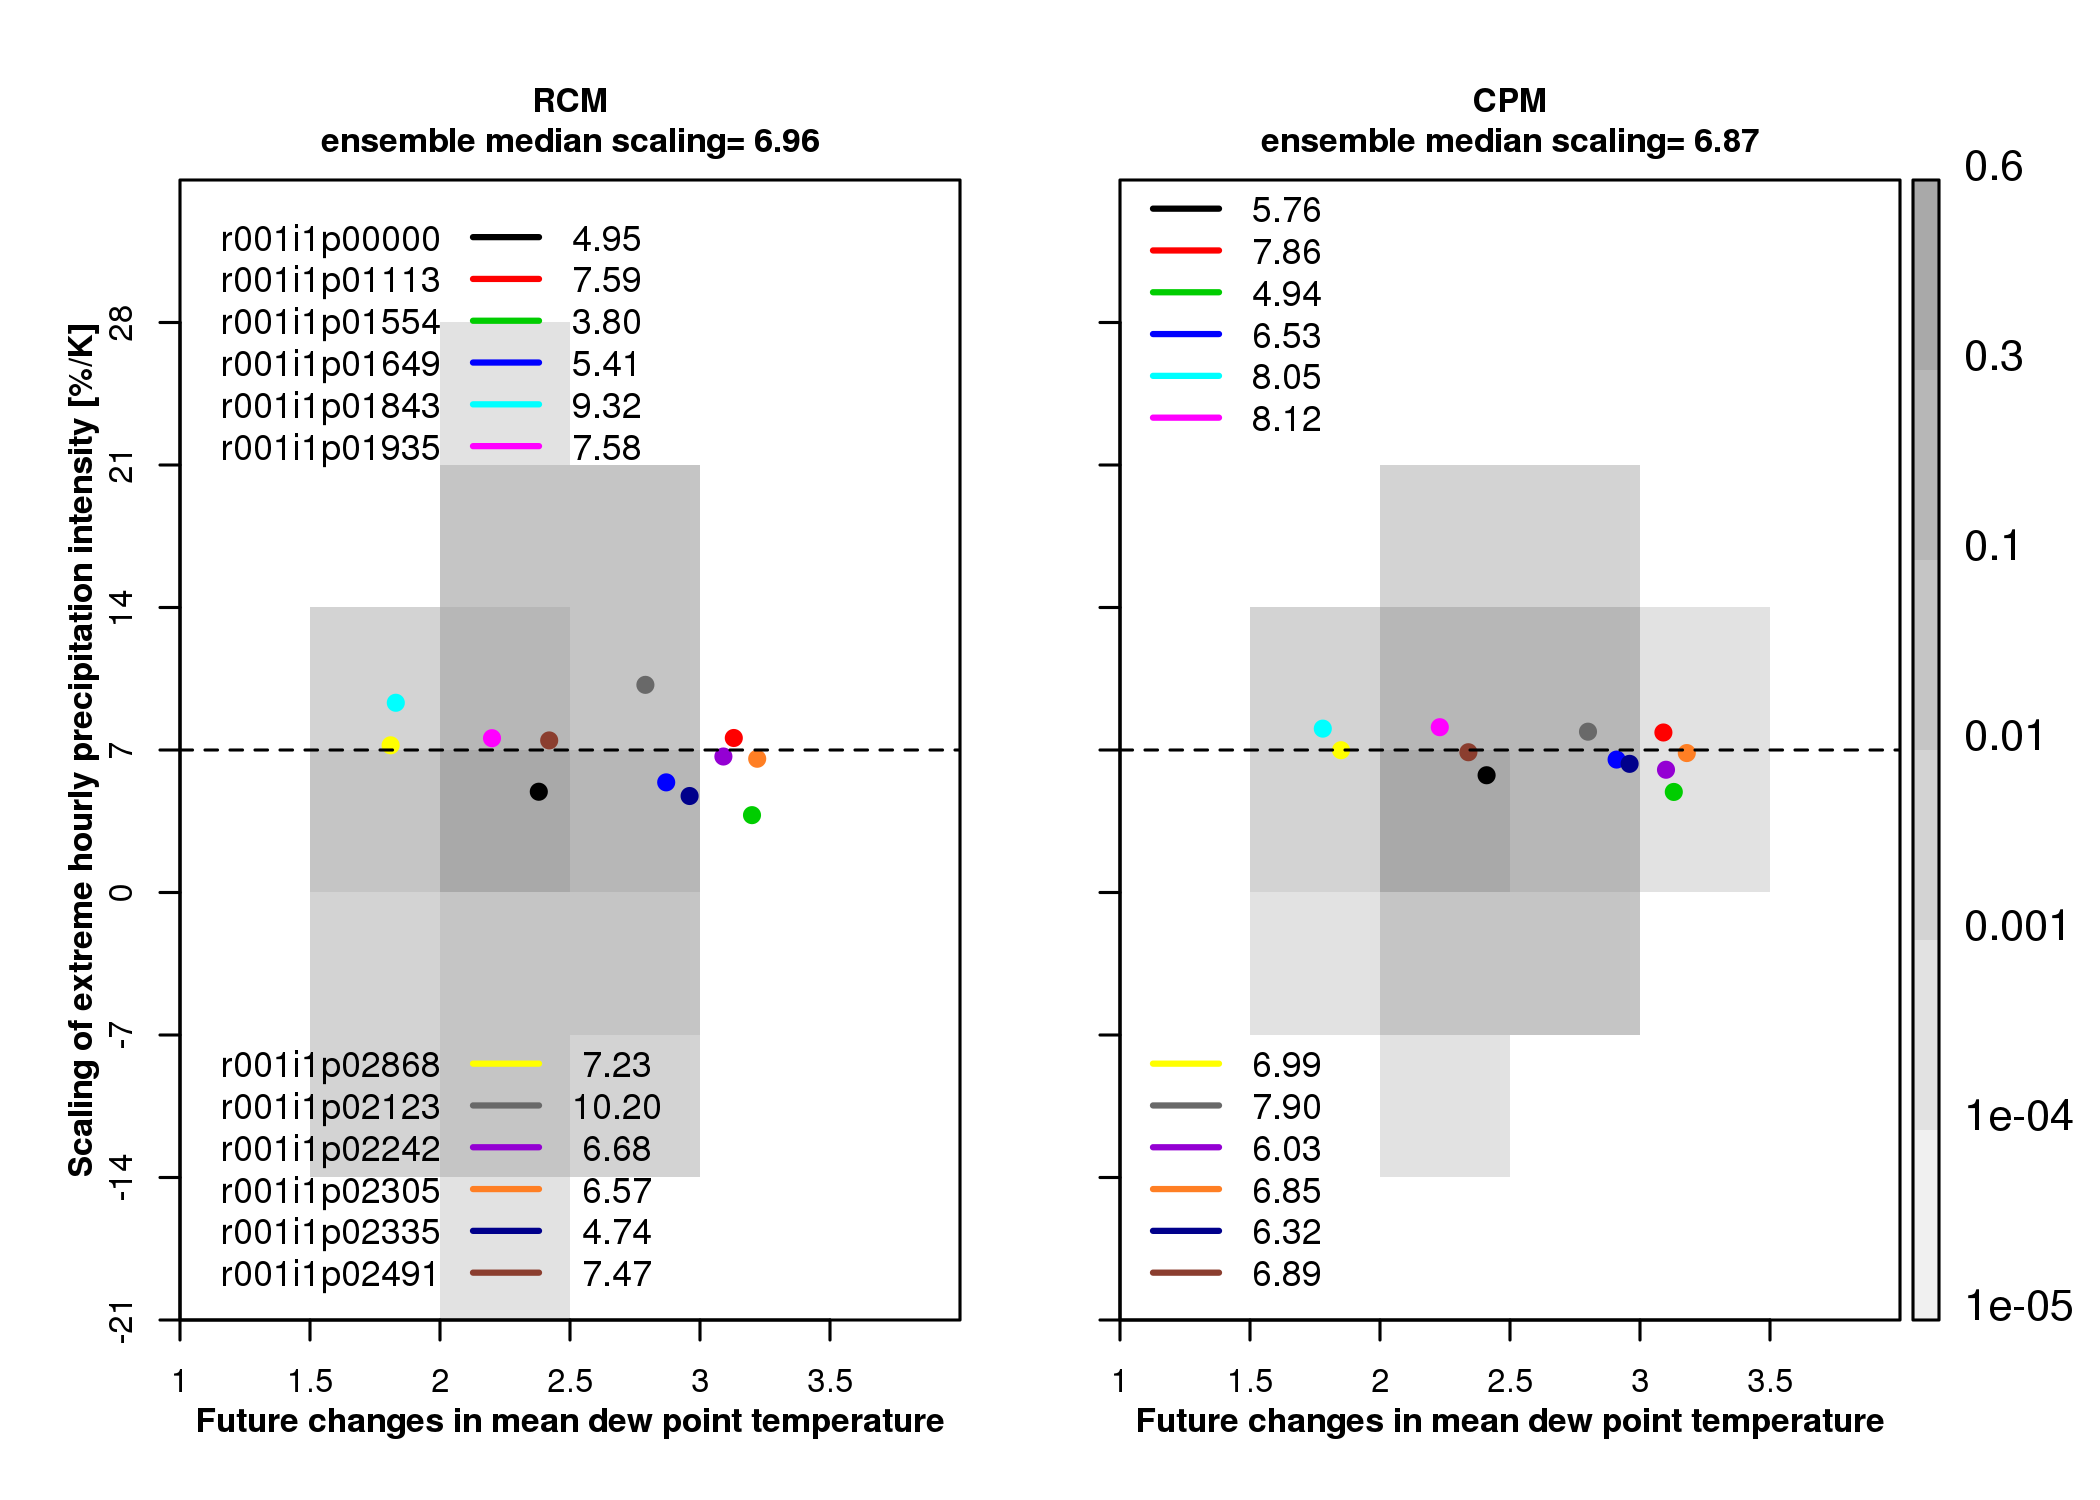 RCM
ensemble median scaling= 6.96
CPM
ensemble median scaling= 6.87
Scaling of extreme hourly precipitation intensity [%/K]
28
21
14
7
0
-7
-14
-21
r001i1p00000 4.95
r001i1p01113 7.59
r001i1p01554 3.80
r001i1p01649 5.41
r001i1p01843 9.32
r001i1p01935 7.58
r001i1p02868 7.23
r001i1p02123 10.20
r001i1p02242 6.68
r001i1p02305 6.57
r001i1p02335 4.74
r001i1p02491 7.47
1 1.5 2 2.5 3 3.5
Future changes in mean dew point temperature
5.76
7.86
4.94
6.53
8.05
8.12
6.99
7.90
6.03
6.85
6.32
6.89
1 1.5 2 2.5 3 3.5
Future changes in mean dew point temperature
0.6
0.3
0.1
0.01
0.001
1e-04
1e-05